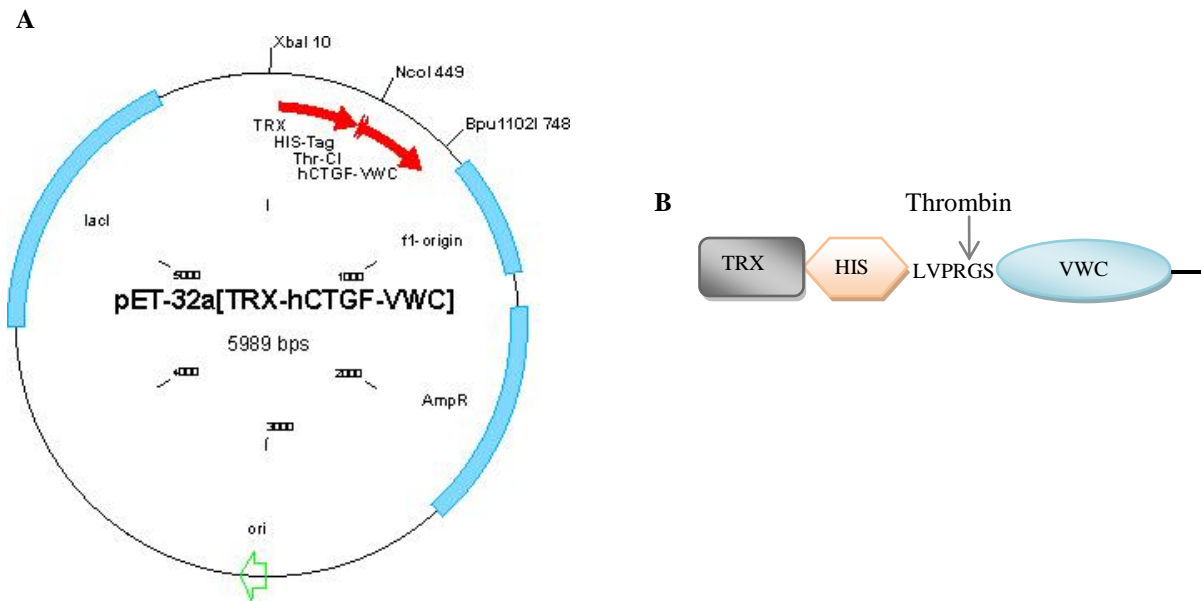 A
XbaI 10
NcoI 449
Bpu1102I 748
TRX
HIS-Tag
Thr-Cl
hCTGF-VWC
lacI
f1-origin
5000
1000
pET-32a[TRX-hCTGF-VWC]
5989 bps
4000
2000
AmpR
3000
ori
B
Thrombin
TRX
HIS
LVPRGS
VWC